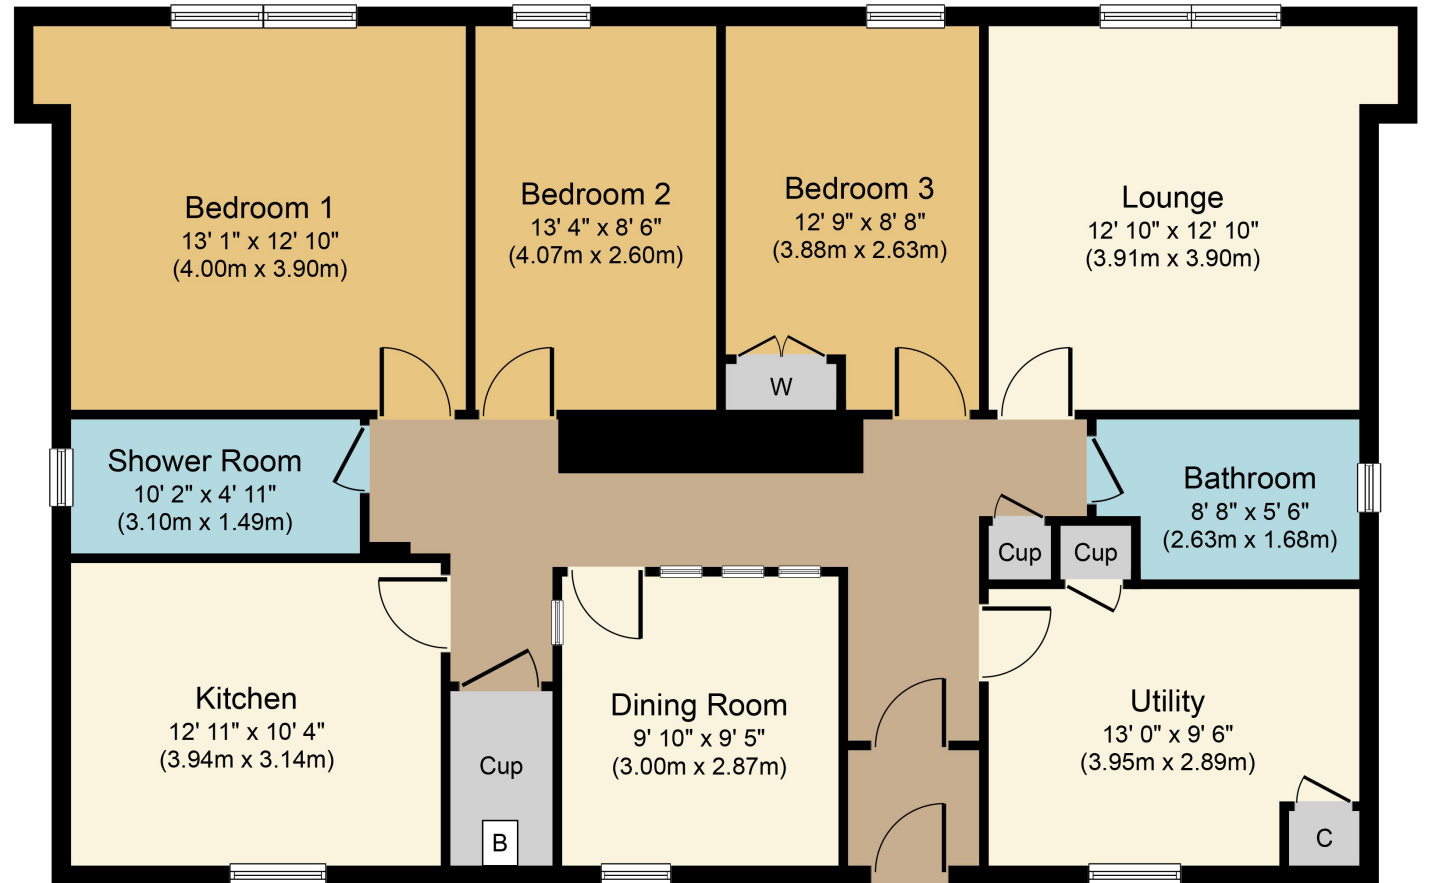 Bedroom 1
13' 1" x 12' 10"
(4.00m x 3.90m)
Bedroom 2
13' 4" x 8' 6"
(4.07m x 2.60m)
Bedroom 3
12' 9" x 8' 8"
(3.88m x 2.63m)
Lounge
12' 10" x 12' 10"
(3.91m x 3.90m)
W
Shower Room
10' 2" x 4' 11"
(3.10m x 1.49m)
Bathroom
8' 8" x 5' 6"
(2.63m x 1.68m)
Cup
Cup
Kitchen
12' 11" x 10' 4"
(3.94m x 3.14m)
Cup
B
Dining Room
9' 10" x 9' 5"
(3.00m x 2.87m)
Utility
13' 0" x 9' 6"
(3.95m x 2.89m)
C